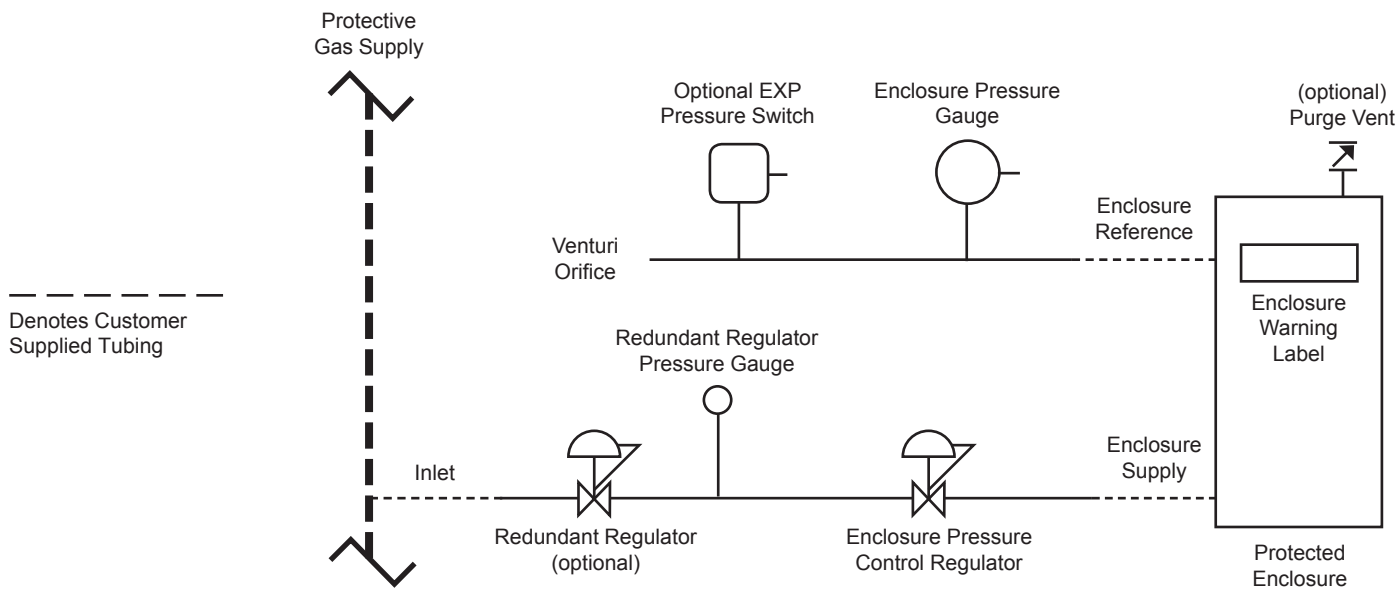 Protective
Gas Supply
Optional EXP
Pressure Switch
Enclosure Pressure
Gauge
(optional)
Purge Vent
Enclosure
Reference
Venturi
Orifice
Enclosure
Warning
Label
Denotes Customer
Supplied Tubing
Redundant Regulator
Pressure Gauge
Inlet
Enclosure
Supply
Redundant Regulator
(optional)
Enclosure Pressure
Control Regulator
Protected
Enclosure